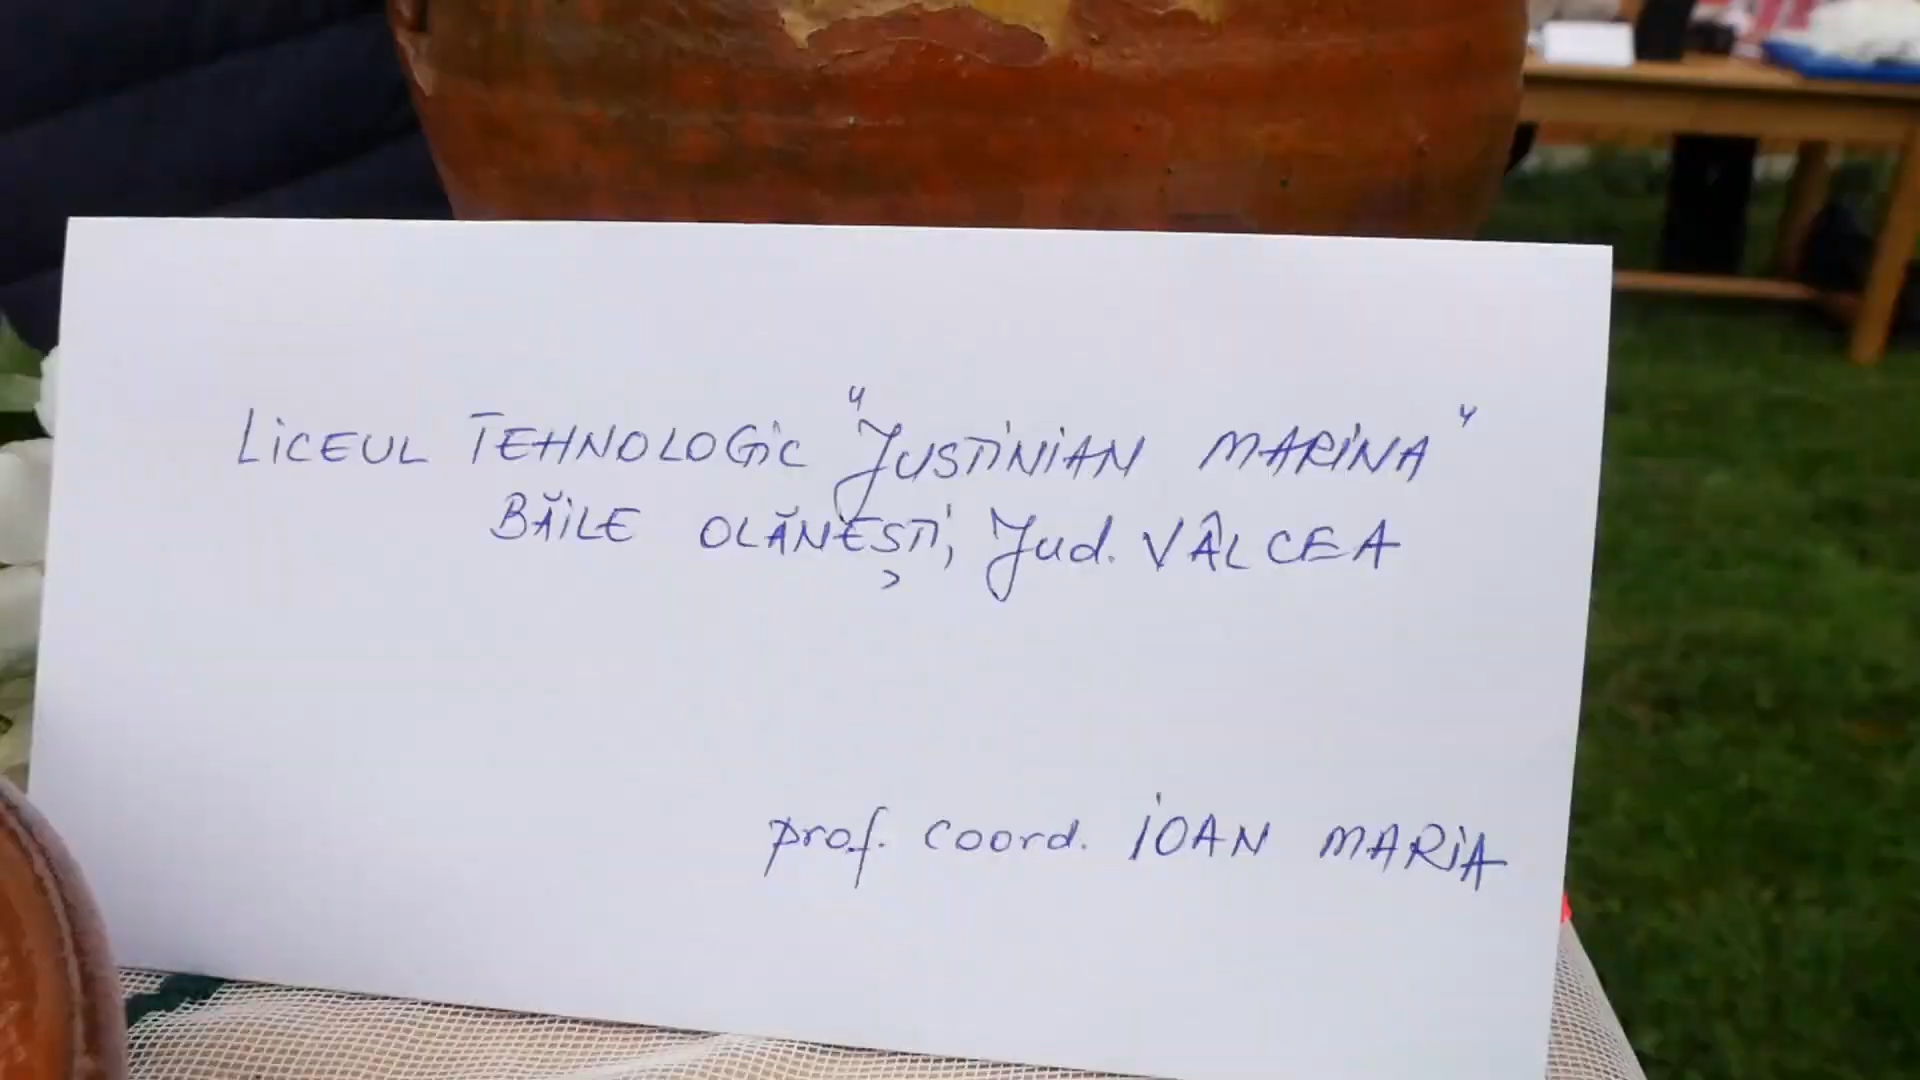 LICEUL TEHNOLOGIC "JUSTINIAN MARINA"
BĂILE OLĂNEȘTI, Jud. VÂLCEA
prof. coord. IOAN MARIA